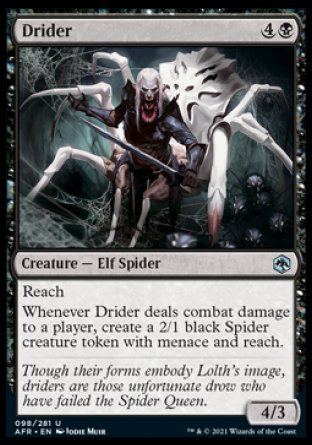 Drider 4
Creature — Elf Spider
Reach
Whenever Drider deals combat damage
to a player, create a 2/1 black Spider
creature token with menace and reach.
Though their forms embody Lolth's image,
driders are those unfortunate drow who
have failed the Spider Queen.
4/3
098/281 U
AFR • EN Jodie Muir
™ & © 2021 Wizards of the Coast